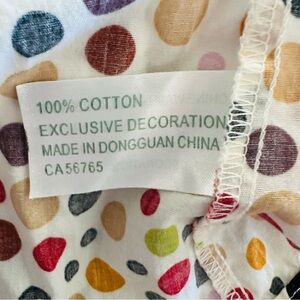 100% COTTON
EXCLUSIVE DECORATION
MADE IN DONGGUAN CHINA
CA 56765